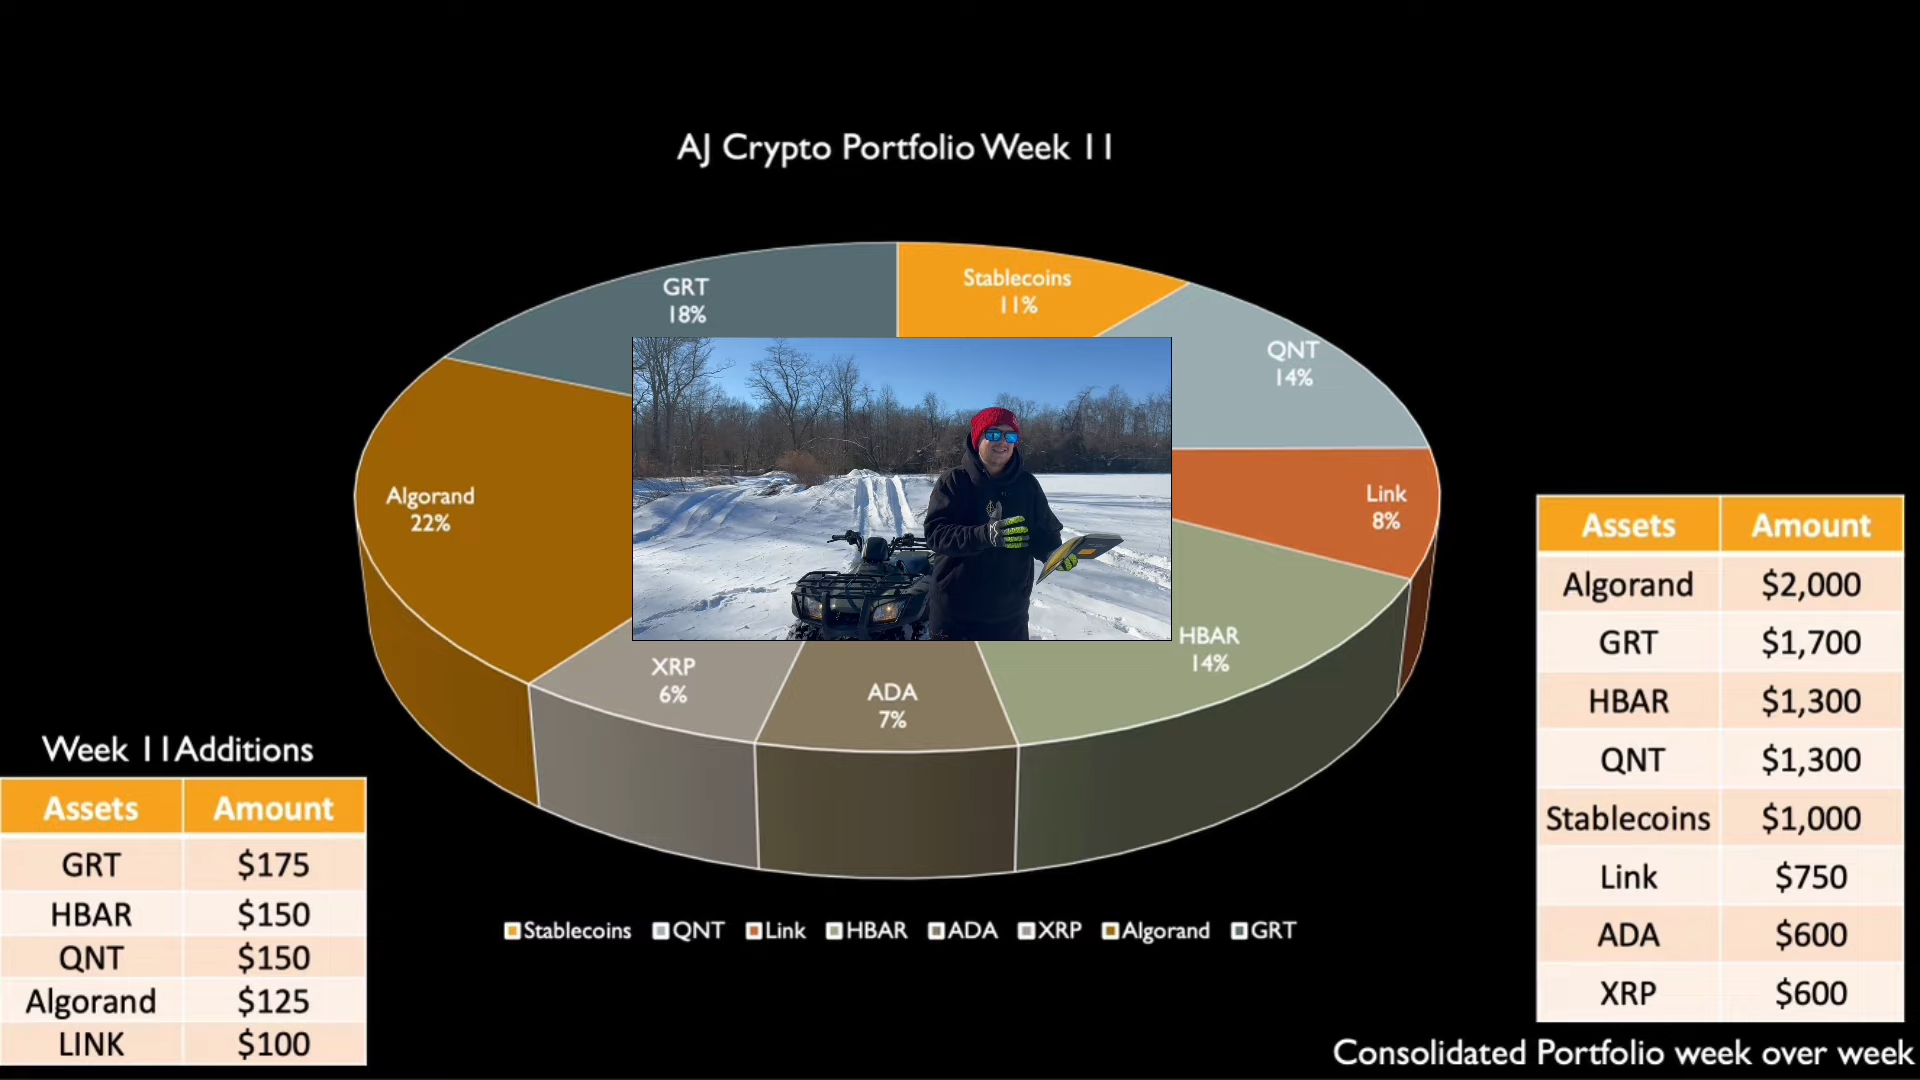 AJ Crypto Portfolio Week 11
GRT
18%
Stablecoins
11%
QNT
14%
Algorand
22%
Link
8%
HBAR
14%
XRP
6%
ADA
7%
Stablecoins QNT Link HBAR ADA XRP Algorand GRT
Week 11 Additions
Assets Amount
GRT $175
HBAR $150
QNT $150
Algorand $125
LINK $100
Assets Amount
Algorand $2,000
GRT $1,700
HBAR $1,300
QNT $1,300
Stablecoins $1,000
Link $750
ADA $600
XRP $600
Consolidated Portfolio week over week